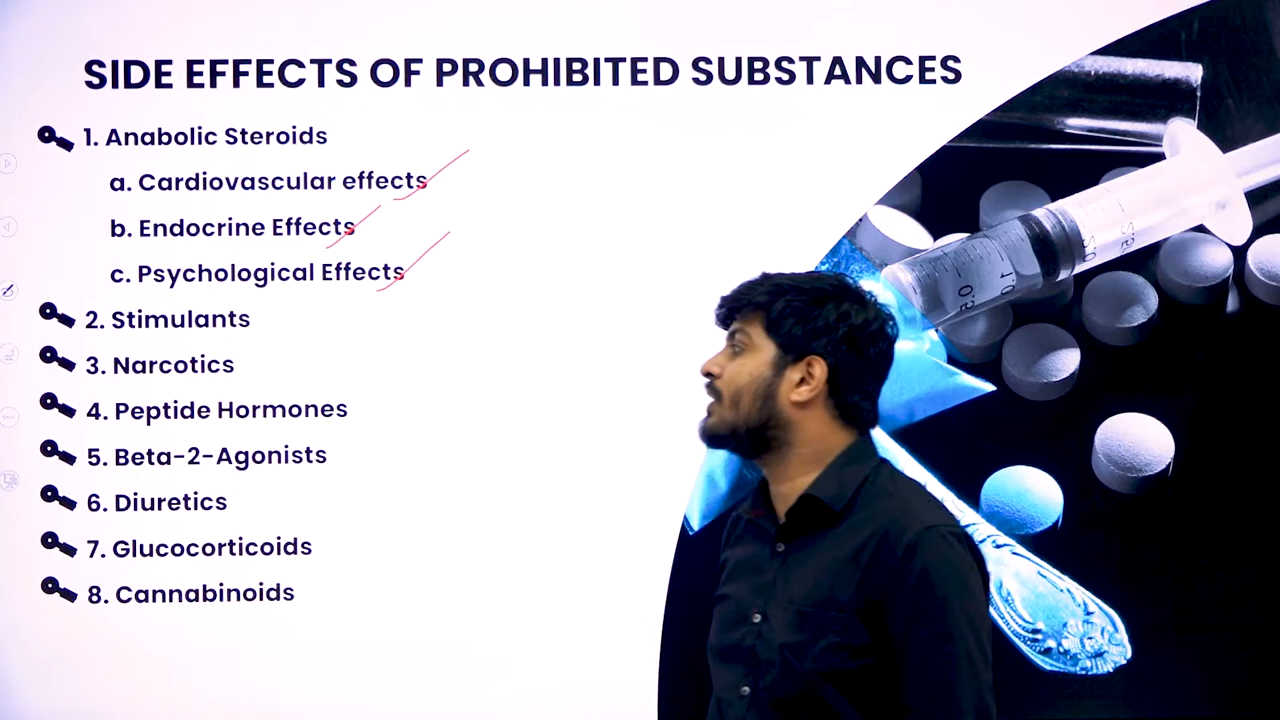 SIDE EFFECTS OF PROHIBITED SUBSTANCES
1. Anabolic Steroids
a. Cardiovascular effects
b. Endocrine Effects
c. Psychological Effects
2. Stimulants
3. Narcotics
4. Peptide Hormones
5. Beta-2-Agonists
6. Diuretics
7. Glucocorticoids
8. Cannabinoids